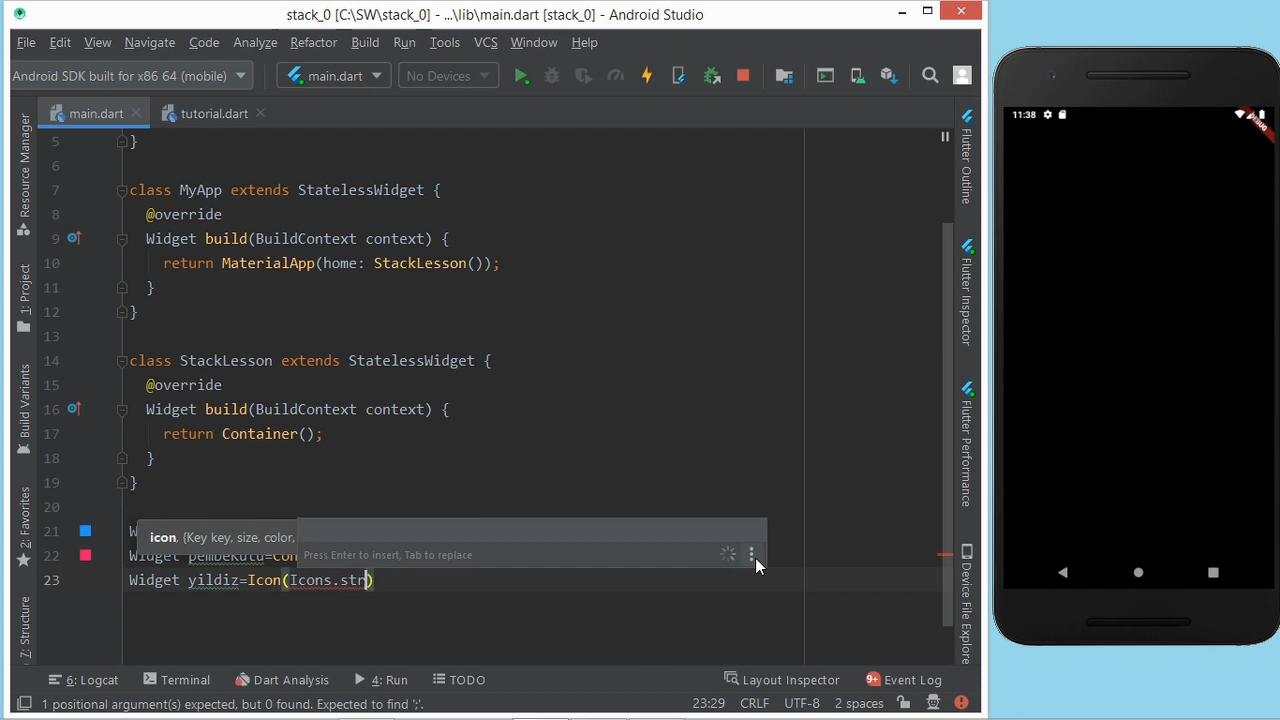 stack_0 [C:\SW\stack_0] - ...\lib\main.dart [stack_0] - Android Studio
File Edit View Navigate Code Analyze Refactor Build Run Tools VCS Window Help
Android SDK built for x86 64 (mobile) main.dart No Devices
main.dart tutorial.dart
5 }
6
7 class MyApp extends StatelessWidget {
8 @override
9 Widget build(BuildContext context) {
10 return MaterialApp(home: StackLesson());
11 }
12 }
13
14 class StackLesson extends StatelessWidget {
15 @override
16 Widget build(BuildContext context) {
17 return Container();
18 }
19 }
20
21 W
icon, {Key key, size, color,
22 Widget pembeKutu=Con
Press Enter to insert, Tab to replace
23 Widget yildiz=Icon(Icons.str)
Resource Manager
1: Project
Build Variants
2: Favorites
7: Structure
Flutter Outline
Flutter Inspector
Flutter Performance
Device File Explore
6: Logcat Terminal Dart Analysis 4: Run TODO Layout Inspector 9+ Event Log
1 positional argument(s) expected, but 0 found. Expected to find ';'. 23:29 CRLF UTF-8 2 spaces
11:38
DEBUG